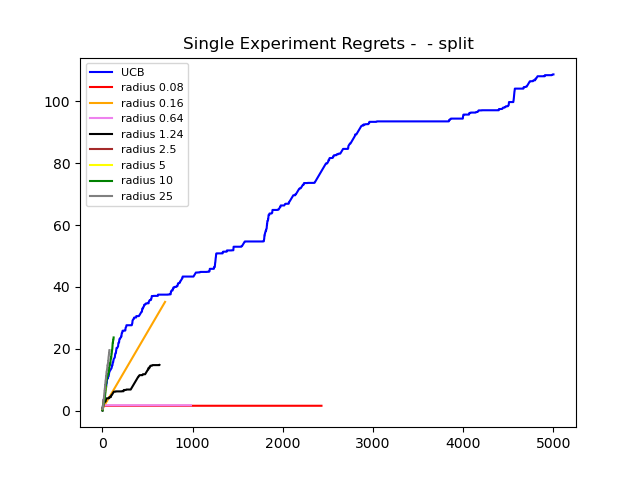 Single Experiment Regrets -  - split
UCB
radius 0.08
radius 0.16
radius 0.64
radius 1.24
radius 2.5
radius 5
radius 10
radius 25
100
80
60
40
20
0
0 1000 2000 3000 4000 5000